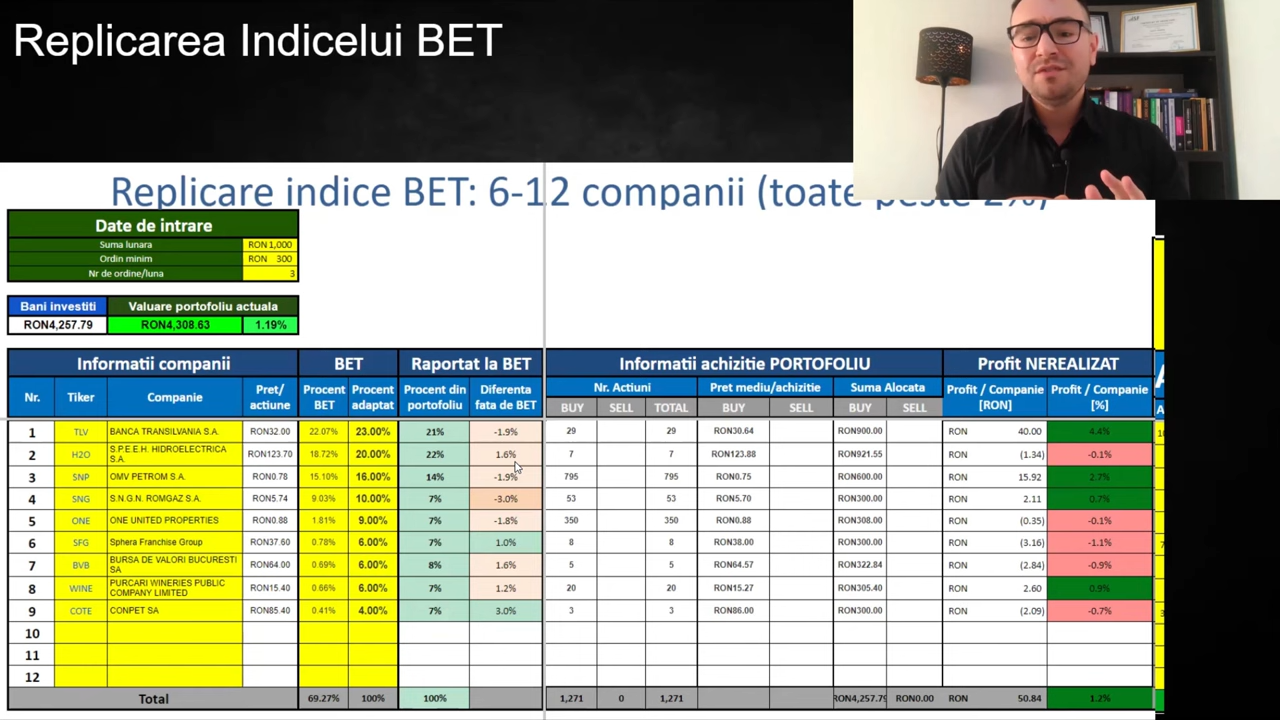 Replicarea Indicelui BET
Replicare indice BET: 6-12 companii (toate peste 2%)
Date de intrare
Suma lunara RON 1,000
Ordin minim RON 300
Nr de ordine/luna 3
Bani investiti Valuare portofoliu actuala
RON4,257.79 RON4,308.63 1.19%
Informatii companii BET Raportat la BET Informatii achizitie PORTOFOLIU Profit NEREALIZAT
Nr. Tiker Companie Pret/ actiune Procent BET Procent adaptat Procent din portofoliu Diferenta fata de BET Nr. Actiuni Pret mediu/achizitie Suma Alocata Profit / Companie [RON] Profit / Companie [%]
BUY SELL TOTAL BUY SELL BUY SELL
1 TLV BANCA TRANSILVANIA S.A. RON32.00 22.07% 23.00% 21% -1.9% 29 29 RON30.64 RON900.00 RON 40.00 4.4%
2 H2O S.P.E.E.H. HIDROELECTRICA S.A. RON123.70 18.72% 20.00% 22% 1.6% 7 7 RON123.88 RON921.55 RON (1.34) -0.1%
3 SNP OMV PETROM S.A. RON0.78 15.10% 16.00% 14% -1.9% 795 795 RON0.75 RON600.00 RON 15.92 2.7%
4 SNG S.N.G.N. ROMGAZ S.A. RON5.74 9.03% 10.00% 7% -3.0% 53 53 RON5.70 RON300.00 RON 2.11 0.7%
5 ONE ONE UNITED PROPERTIES RON0.88 1.81% 9.00% 7% -1.8% 350 350 RON0.88 RON308.00 RON (0.35) -0.1%
6 SFG Sphera Franchise Group RON37.60 0.78% 6.00% 7% 1.0% 8 8 RON38.00 RON300.00 RON (3.16) -1.1%
7 BVB BURSA DE VALORI BUCURESTI SA RON64.00 0.69% 6.00% 8% 1.6% 5 5 RON64.57 RON322.84 RON (2.84) -0.9%
8 WINE PURCARI WINERIES PUBLIC COMPANY LIMITED RON15.40 0.66% 6.00% 7% 1.2% 20 20 RON15.27 RON305.40 RON 2.60 0.9%
9 COTE CONPET SA RON85.40 0.41% 4.00% 7% 3.0% 3 3 RON86.00 RON300.00 RON (2.09) -0.7%
10
11
12
Total 69.27% 100% 100% 1,271 0 1,271 RON4,257.79 RON0.00 RON 50.84 1.2%